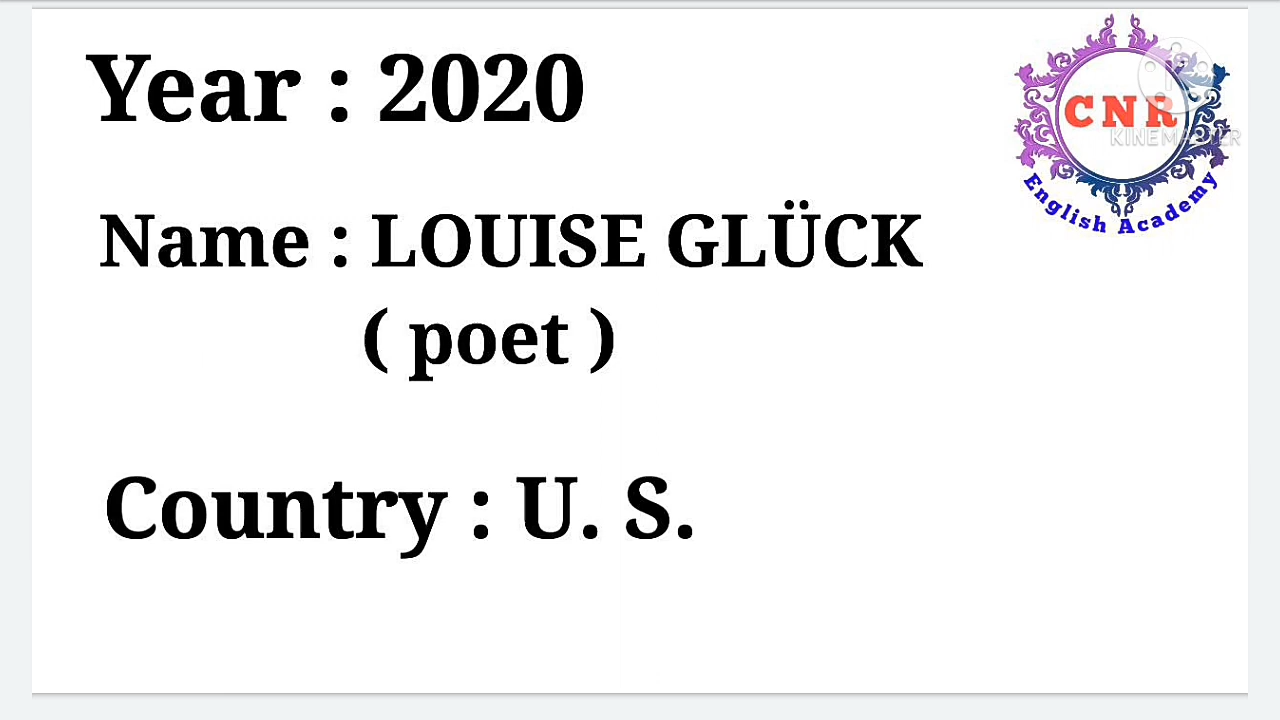 Year : 2020
CNR
KINEMASTER
English Academy
Name : LOUISE GLÜCK
( poet )
Country : U. S.